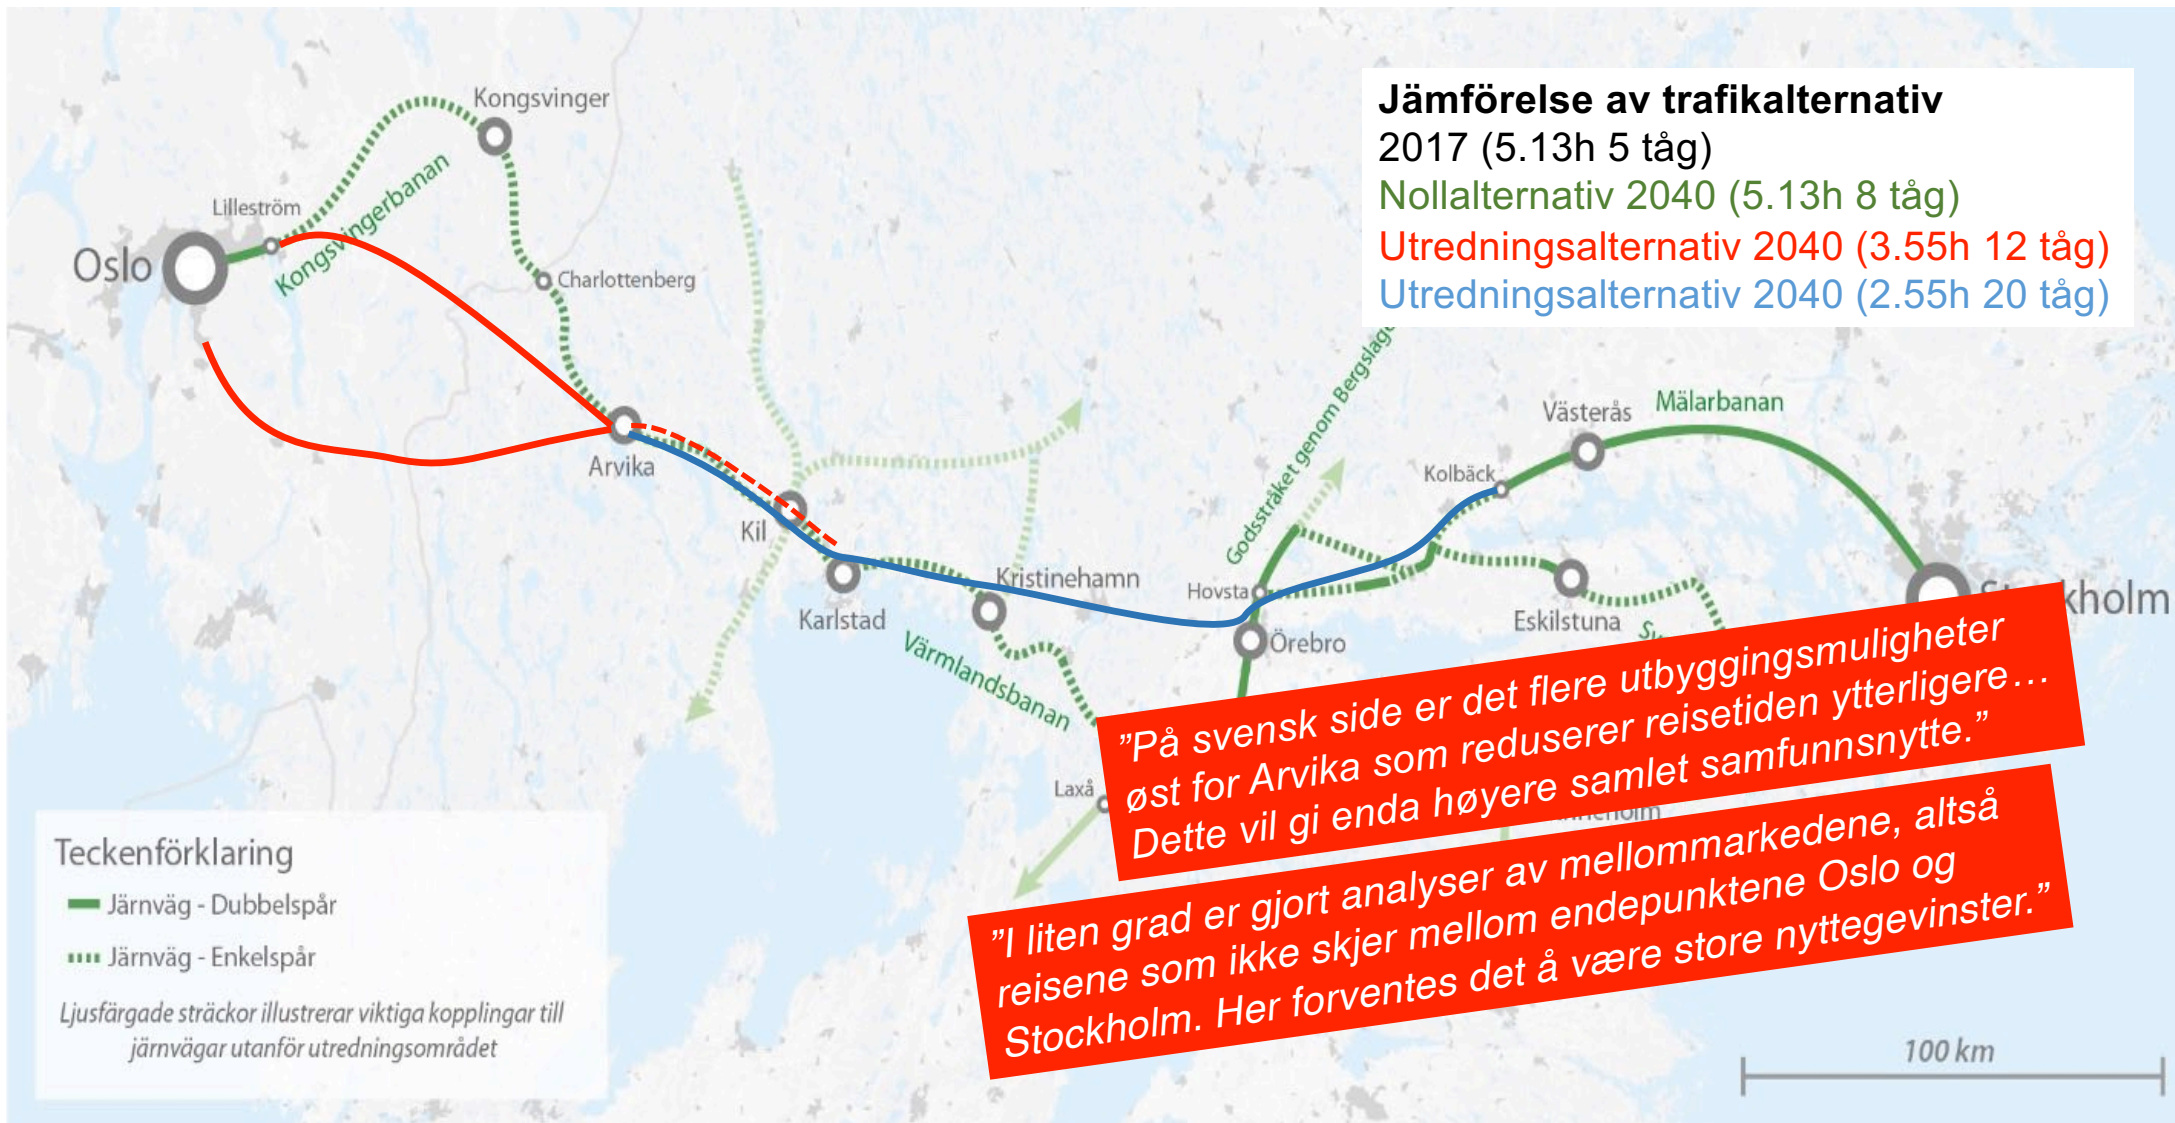 Jämförelse av trafikalternativ
2017 (5.13h 5 tåg)
Nollalternativ 2040 (5.13h 8 tåg)
Utredningsalternativ 2040 (3.55h 12 tåg)
Utredningsalternativ 2040 (2.55h 20 tåg)
Kongsvinger
Lilleström
Kongsvingerbanan
Oslo
Charlottenberg
Arvika
Kil
Karlstad
Kristinehamn
Värmlandsbanan
Godsstråket genom Bergslage
Hovsta
Örebro
Laxå
Kolbäck
Västerås
Mälarbanan
Eskilstuna
kholm
"På svensk side er det flere utbyggingsmuligheter
øst for Arvika som reduserer reisetiden ytterligere…
Dette vil gi enda høyere samlet samfunnsnytte."
"I liten grad er gjort analyser av mellommarkedene, altså
reisene som ikke skjer mellom endepunktene Oslo og
Stockholm. Her forventes det å være store nyttegevinster."
Teckenförklaring
Järnväg - Dubbelspår
Järnväg - Enkelspår
Ljusfärgade sträckor illustrerar viktiga kopplingar till
järnvägar utanför utredningsområdet
100 km